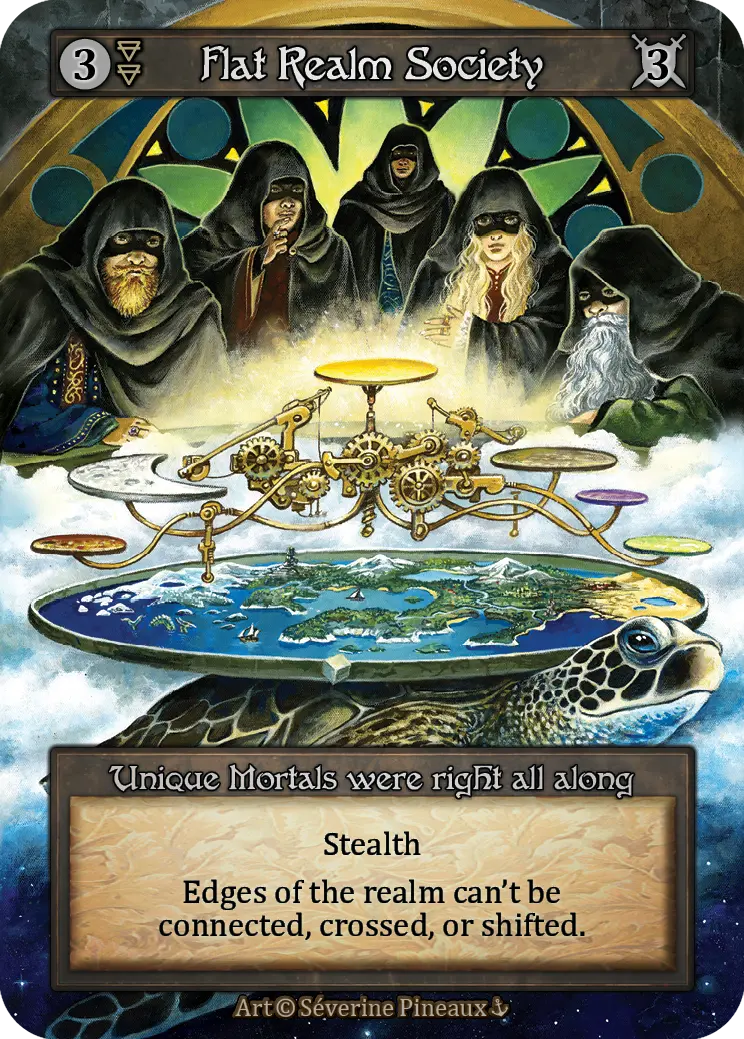 3 Flat Realm Society 3
Unique Mortals were right all along
Stealth
Edges of the realm can't be
connected, crossed, or shifted.
Art © Séverine Pineaux